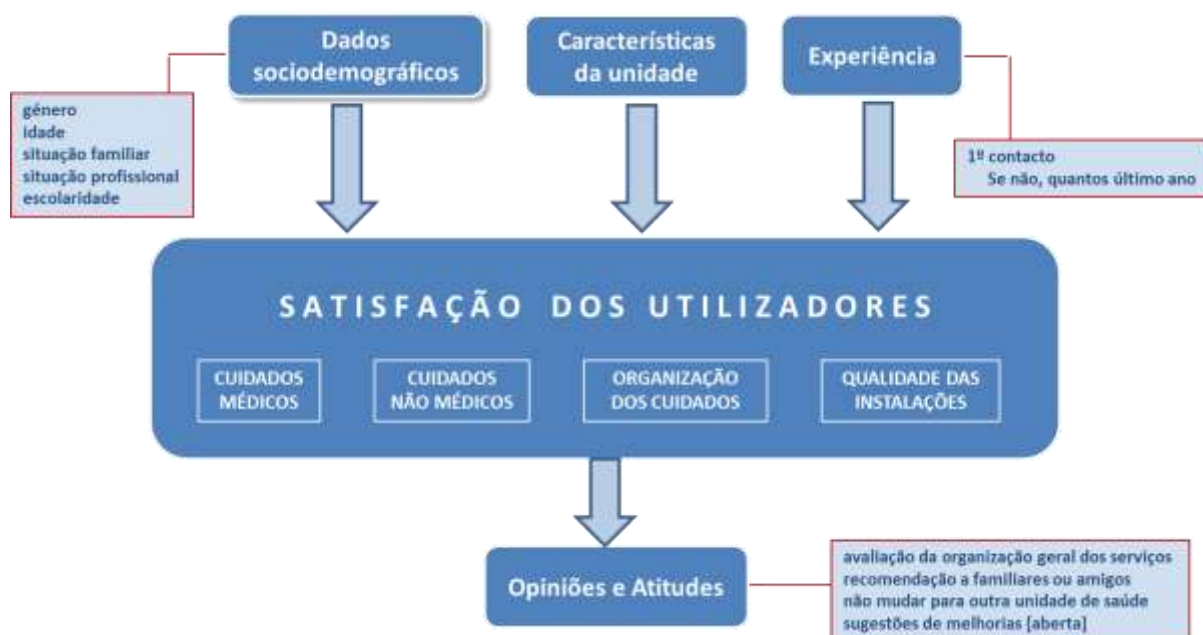 Dados
sociodemográficos
Características
da unidade
Experiência
género
idade
situação familiar
situação profissional
escolaridade
1º contacto
Se não, quantos último ano
SATISFAÇÃO DOS UTILIZADORES
CUIDADOS
MÉDICOS
CUIDADOS
NÃO MÉDICOS
ORGANIZAÇÃO
DOS CUIDADOS
QUALIDADE DAS
INSTALAÇÕES
Opiniões e Atitudes
avaliação da organização geral dos serviços
recomendação a familiares ou amigos
não mudar para outra unidade de saúde
sugestões de melhorias [aberta]